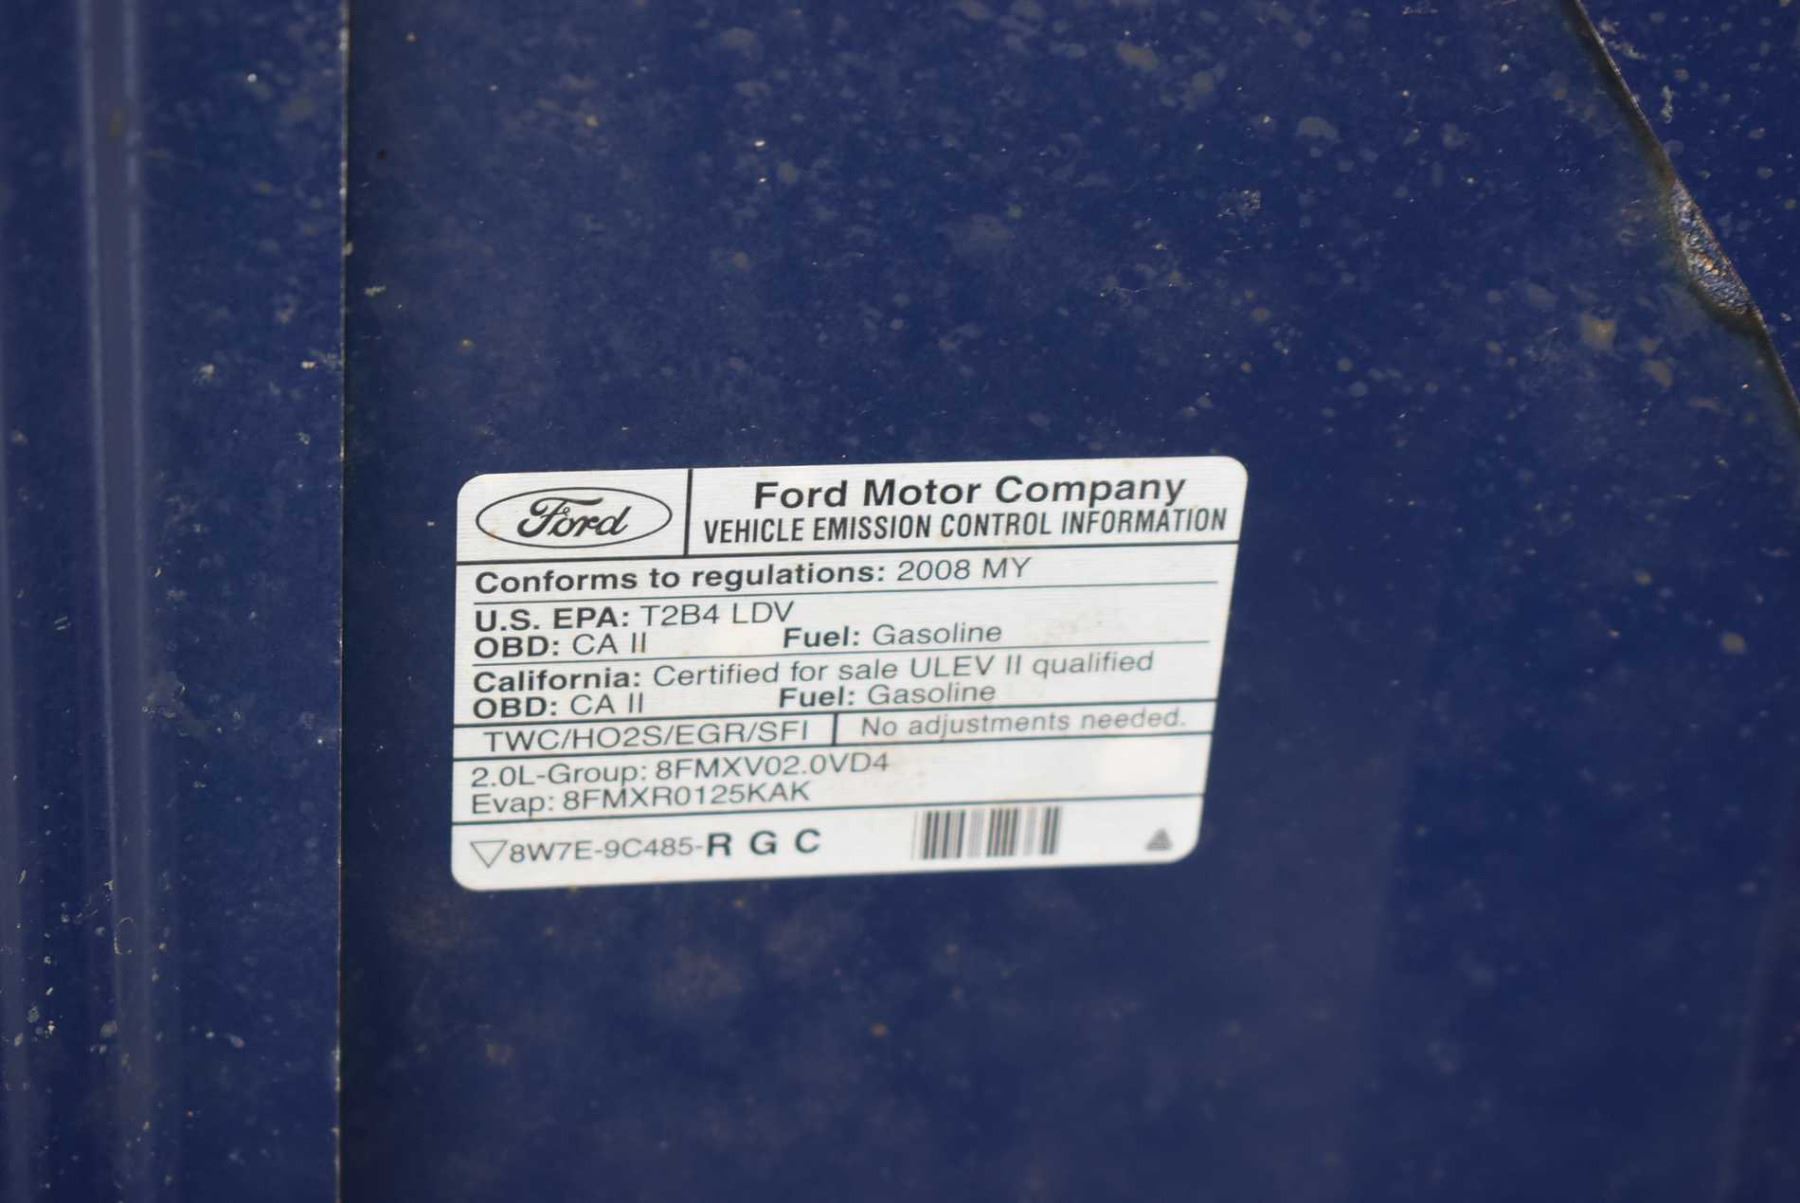 Ford
Ford Motor Company
VEHICLE EMISSION CONTROL INFORMATION
Conforms to regulations: 2008 MY
U.S. EPA: T2B4 LDV
OBD: CA II Fuel: Gasoline
California: Certified for sale ULEV II qualified
OBD: CA II Fuel: Gasoline
TWC/HO2S/EGR/SFI No adjustments needed.
2.0L-Group: 8FMXV02.0VD4
Evap: 8FMXR0125KAK
8W7E-9C485-R G C